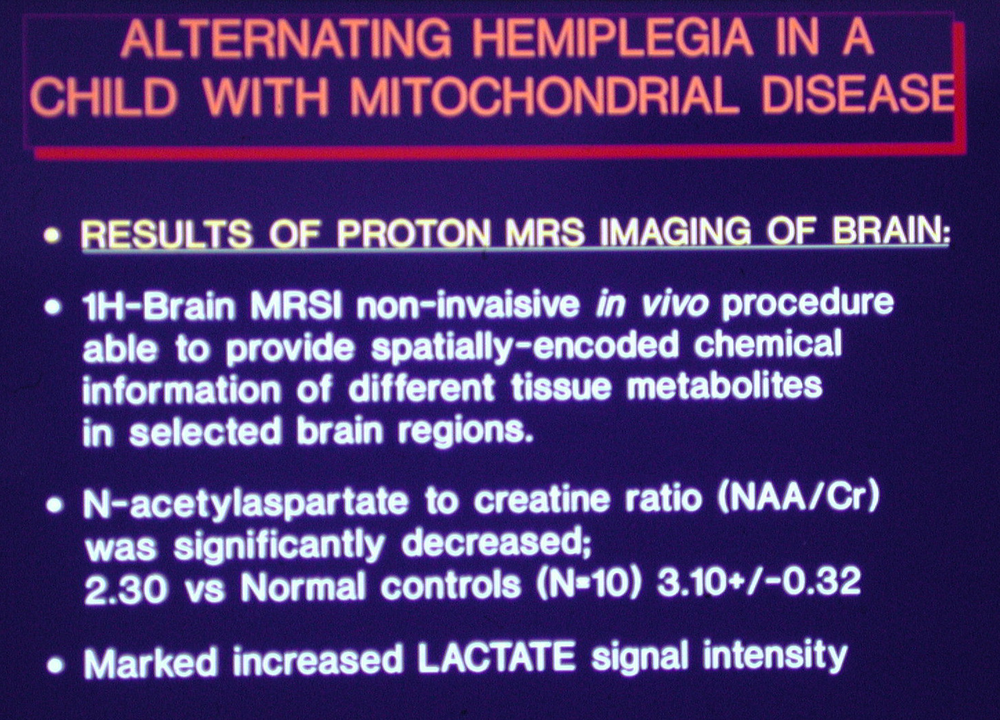 ALTERNATING HEMIPLEGIA IN A
CHILD WITH MITOCHONDRIAL DISEASE
• RESULTS OF PROTON MRS IMAGING OF BRAIN:
• 1H-Brain MRSI non-invaisive in vivo procedure
able to provide spatially-encoded chemical
information of different tissue metabolites
in selected brain regions.
• N-acetylaspartate to creatine ratio (NAA/Cr)
was significantly decreased;
2.30 vs Normal controls (N=10) 3.10+/-0.32
• Marked increased LACTATE signal intensity